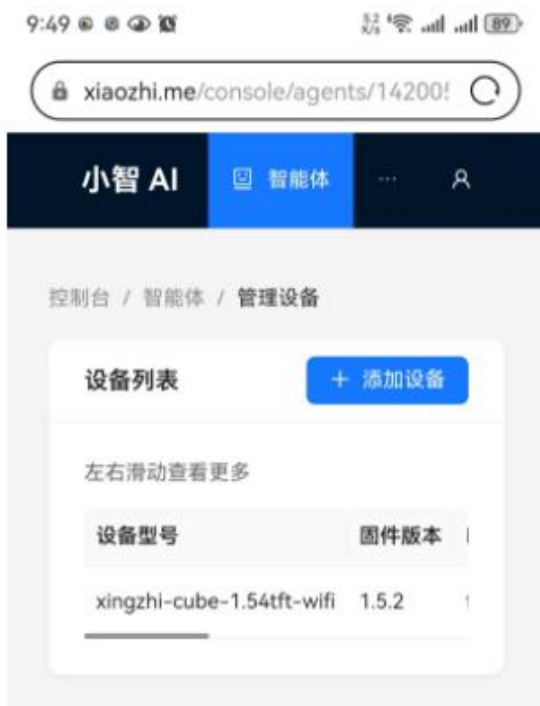 9:49 5.2 K/s 89
xiaozhi.me/console/agents/14200
小智 AI 智能体 ...
控制台 / 智能体 / 管理设备
设备列表 + 添加设备
左右滑动查看更多
设备型号 固件版本
xingzhi-cube-1.54tft-wifi 1.5.2